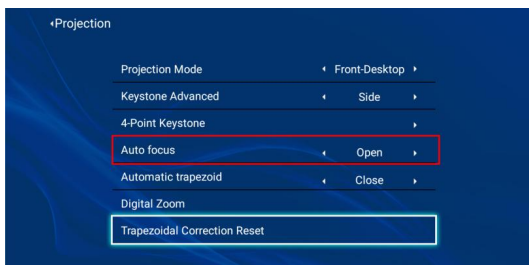 Projection
Projection Mode Front-Desktop
Keystone Advanced Side
4-Point Keystone
Auto focus Open
Automatic trapezoid Close
Digital Zoom
Trapezoidal Correction Reset